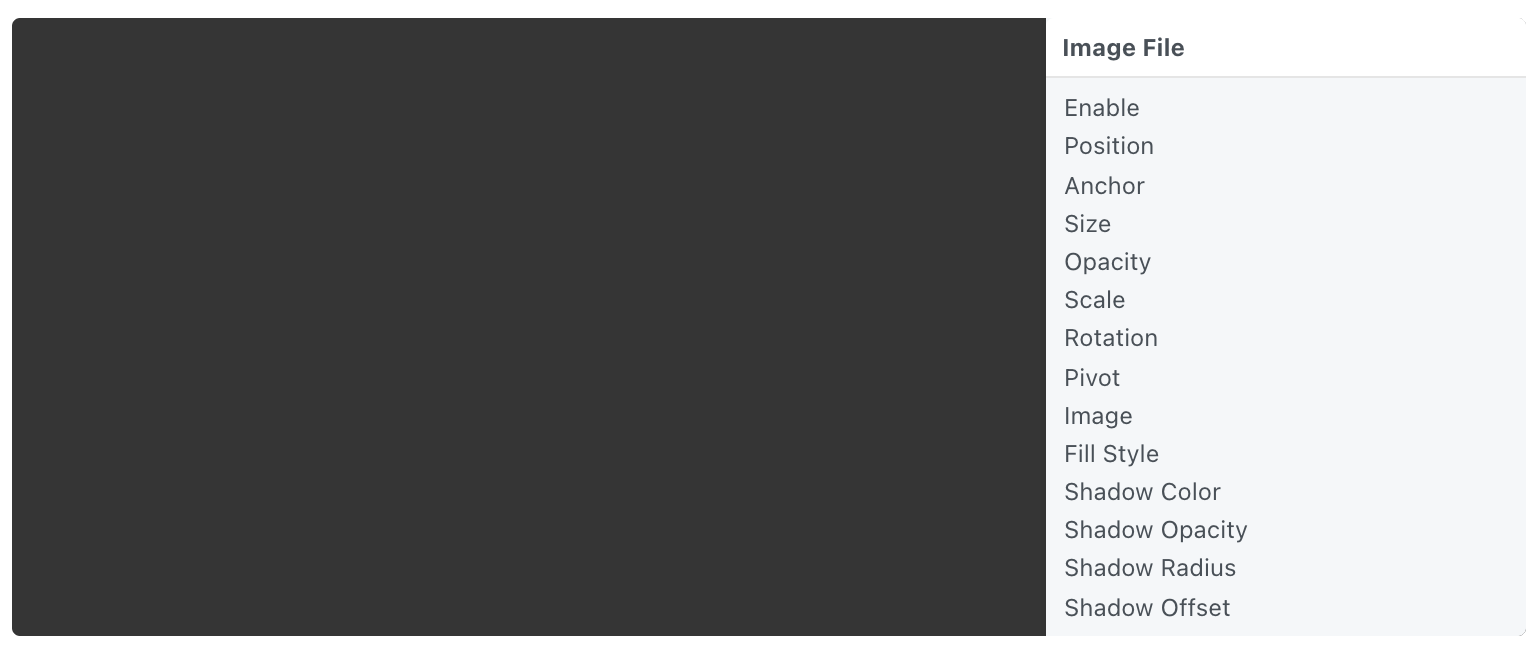 Image File
Enable
Position
Anchor
Size
Opacity
Scale
Rotation
Pivot
Image
Fill Style
Shadow Color
Shadow Opacity
Shadow Radius
Shadow Offset